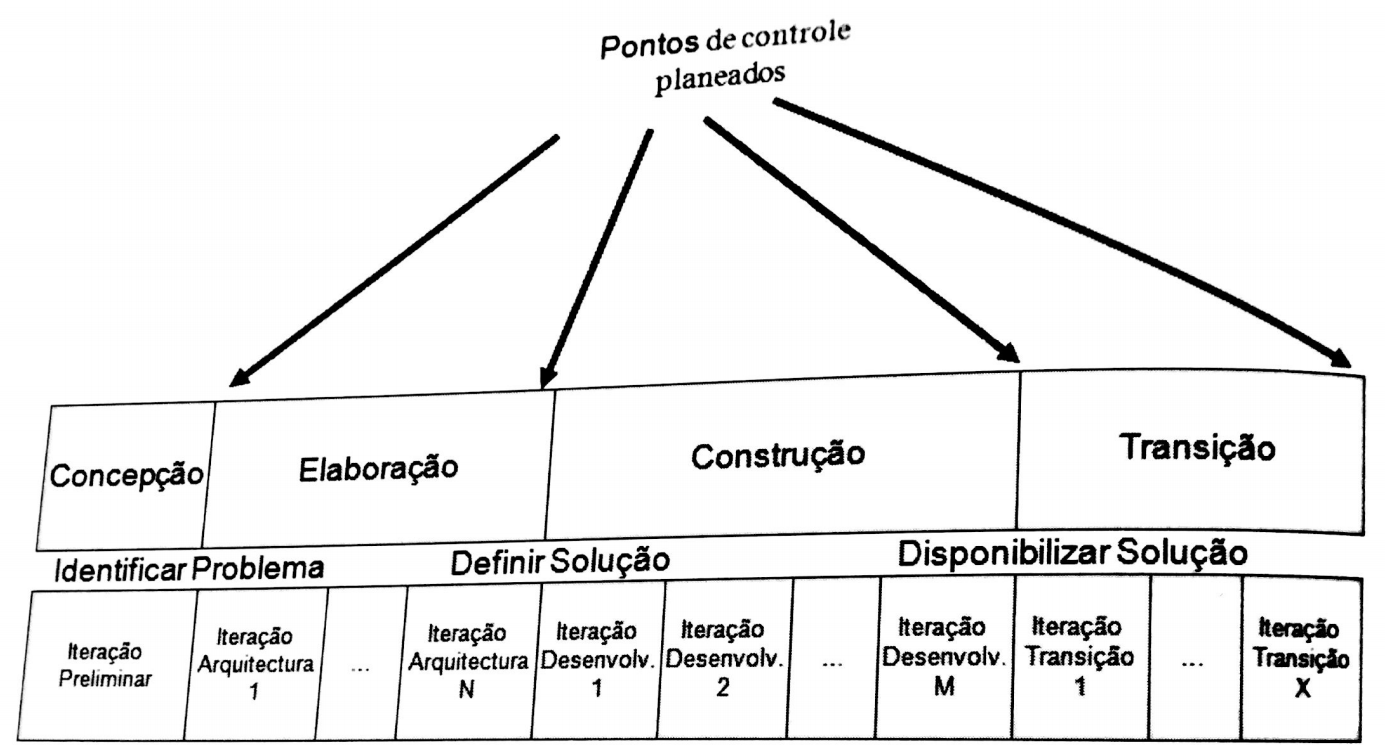 Pontos de controle
planeados
Concepção
Elaboração
Construção
Transição
Identificar Problema
Definir Solução
Disponibilizar Solução
Iteração
Preliminar
Iteração
Arquitectura
1
...
Iteração
Arquitectura
N
Iteração
Desenvolv.
1
Iteração
Desenvolv.
2
...
Iteração
Desenvolv.
M
Iteração
Transição
1
...
Iteração
Transição
X